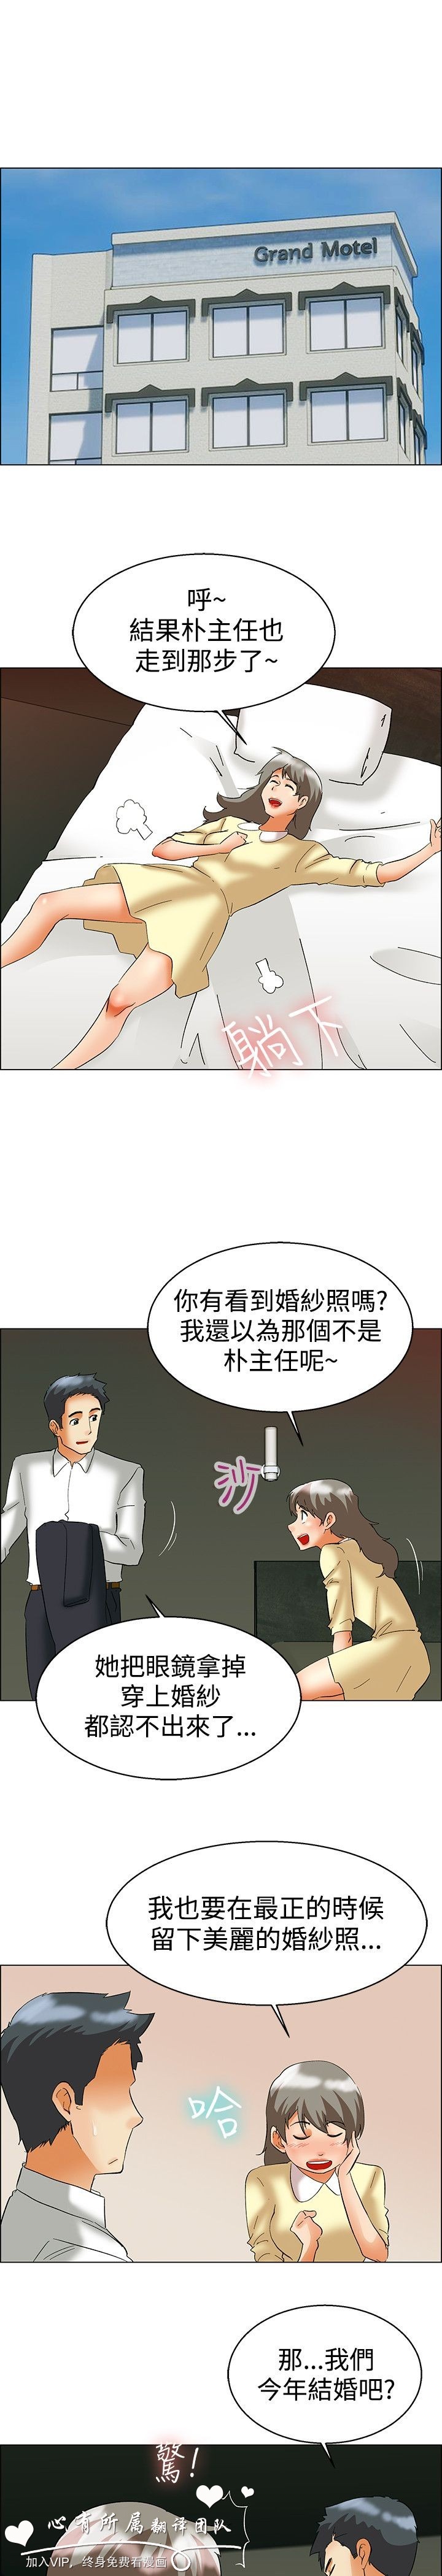 Grand Motel
呼~
結果朴主任也
走到那步了~
躺下
你有看到婚紗照嗎?
我還以為那個不是
朴主任呢~
沙
她把眼鏡拿掉
穿上婚紗
都認不出來了...
我也要在最正的時候
留下美麗的婚紗照...
哈
那...我們
今年結婚吧?
驚!
心有所属翻译团队
加入VIP，终身免费看漫画